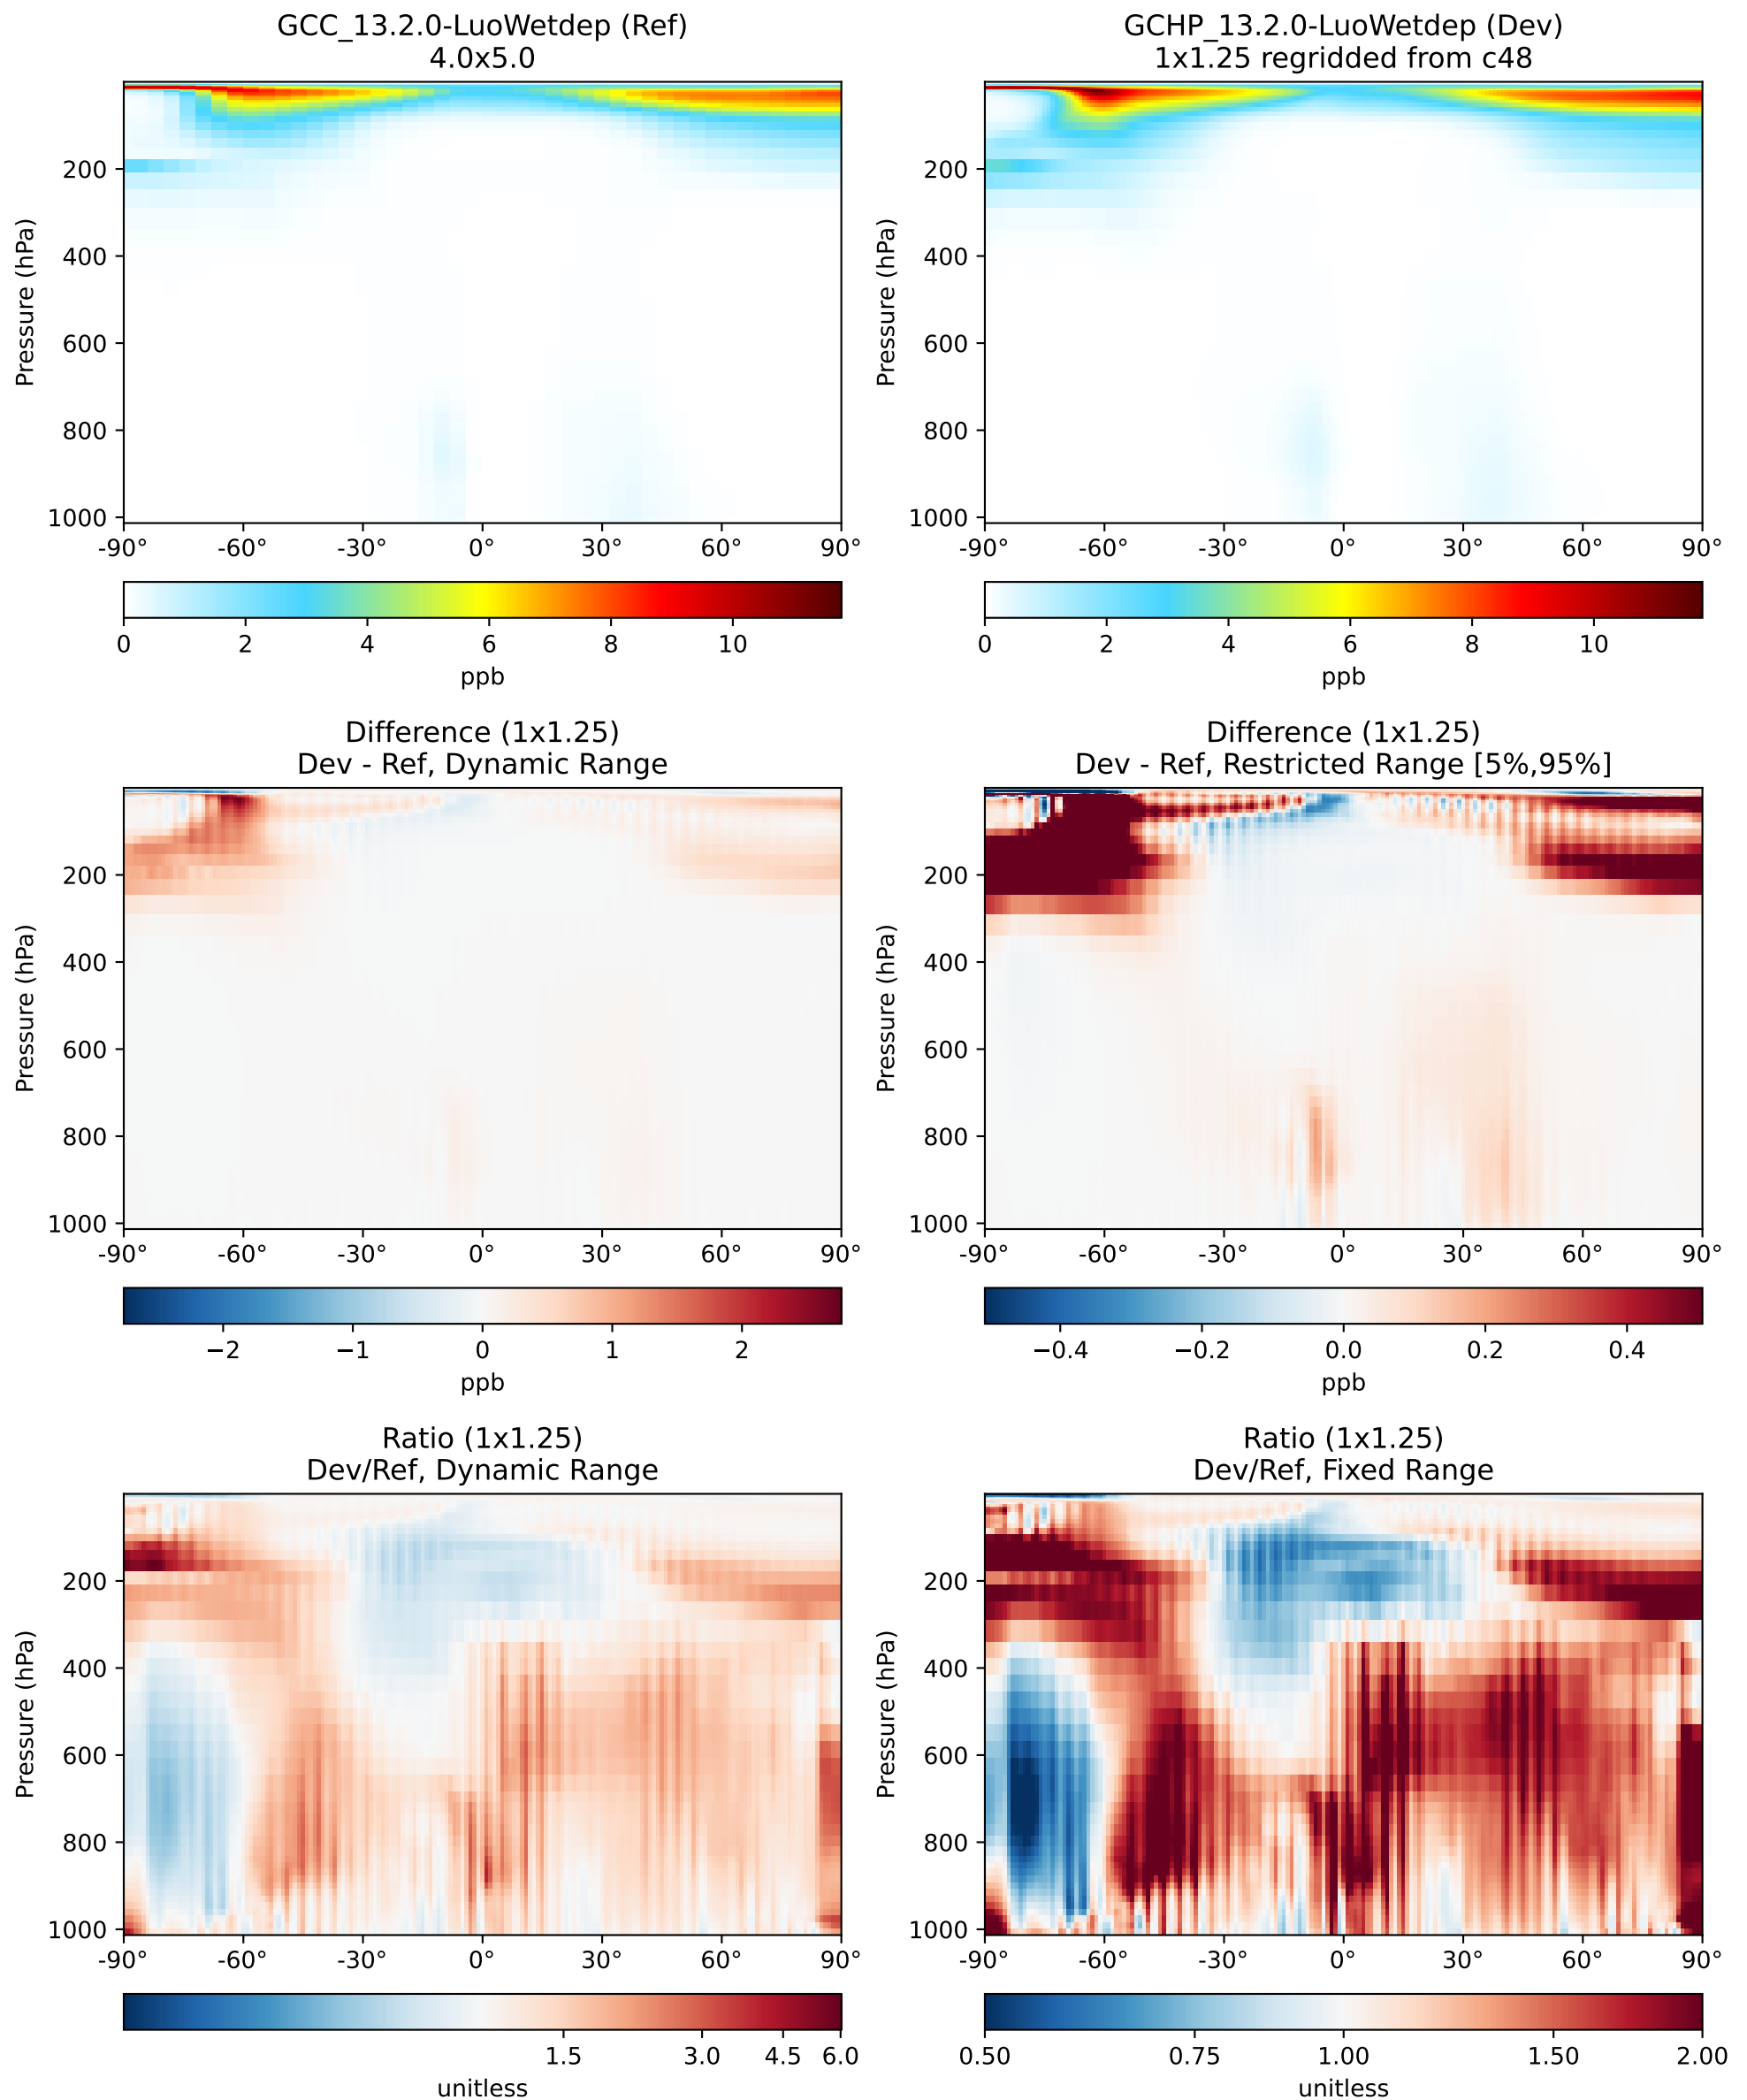 GCC_13.2.0-LuoWetdep (Ref)
4.0x5.0
Pressure (hPa)
200
400
600
800
1000
-90° -60° -30° 0° 30° 60° 90°
0 2 4 6 8 10
ppb
GCHP_13.2.0-LuoWetdep (Dev)
1x1.25 regridded from c48
Pressure (hPa)
200
400
600
800
1000
-90° -60° -30° 0° 30° 60° 90°
0 2 4 6 8 10
ppb
Difference (1x1.25)
Dev - Ref, Dynamic Range
Pressure (hPa)
200
400
600
800
1000
-90° -60° -30° 0° 30° 60° 90°
−2 −1 0 1 2
ppb
Difference (1x1.25)
Dev - Ref, Restricted Range [5%,95%]
Pressure (hPa)
200
400
600
800
1000
-90° -60° -30° 0° 30° 60° 90°
−0.4 −0.2 0.0 0.2 0.4
ppb
Ratio (1x1.25)
Dev/Ref, Dynamic Range
Pressure (hPa)
200
400
600
800
1000
-90° -60° -30° 0° 30° 60° 90°
1.5 3.0 4.5 6.0
unitless
Ratio (1x1.25)
Dev/Ref, Fixed Range
Pressure (hPa)
200
400
600
800
1000
-90° -60° -30° 0° 30° 60° 90°
0.50 0.75 1.00 1.50 2.00
unitless